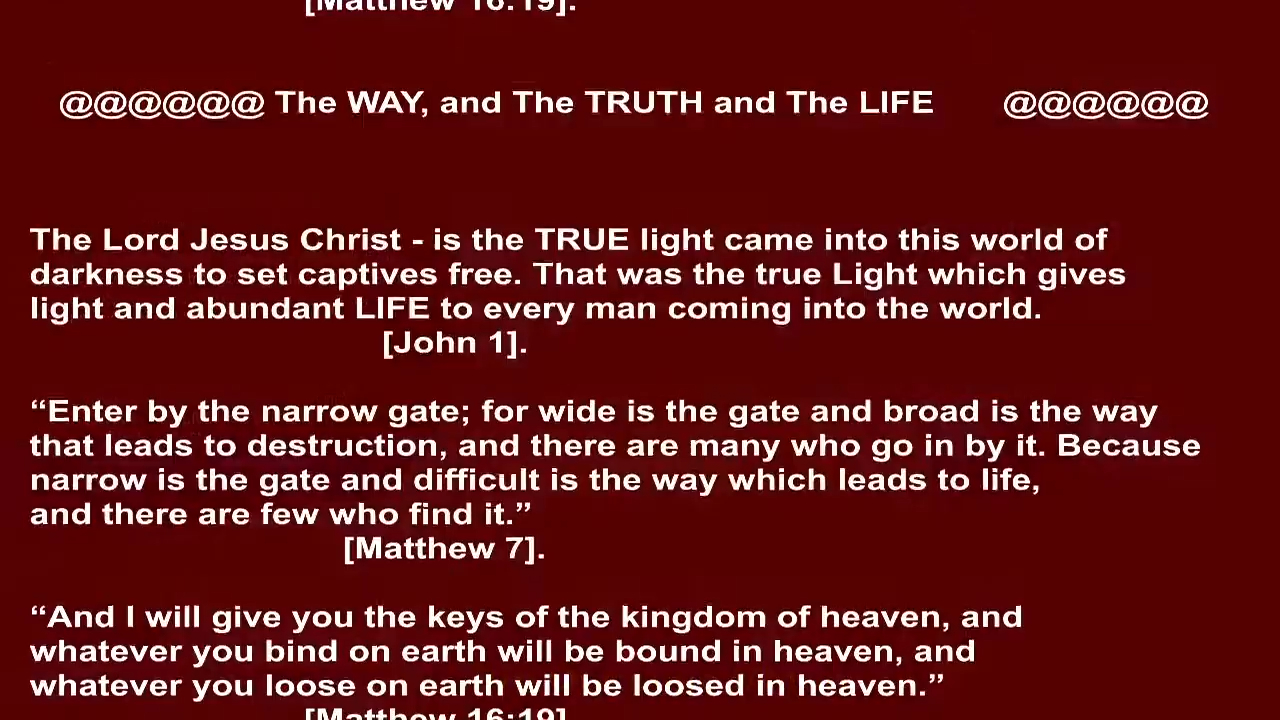 [Matthew 16:19].
@@@@@@ The WAY, and The TRUTH and The LIFE @@@@@@
The Lord Jesus Christ - is the TRUE light came into this world of
darkness to set captives free. That was the true Light which gives
light and abundant LIFE to every man coming into the world.
[John 1].
“Enter by the narrow gate; for wide is the gate and broad is the way
that leads to destruction, and there are many who go in by it. Because
narrow is the gate and difficult is the way which leads to life,
and there are few who find it.”
[Matthew 7].
“And I will give you the keys of the kingdom of heaven, and
whatever you bind on earth will be bound in heaven, and
whatever you loose on earth will be loosed in heaven.”
[Matthew 16:19]